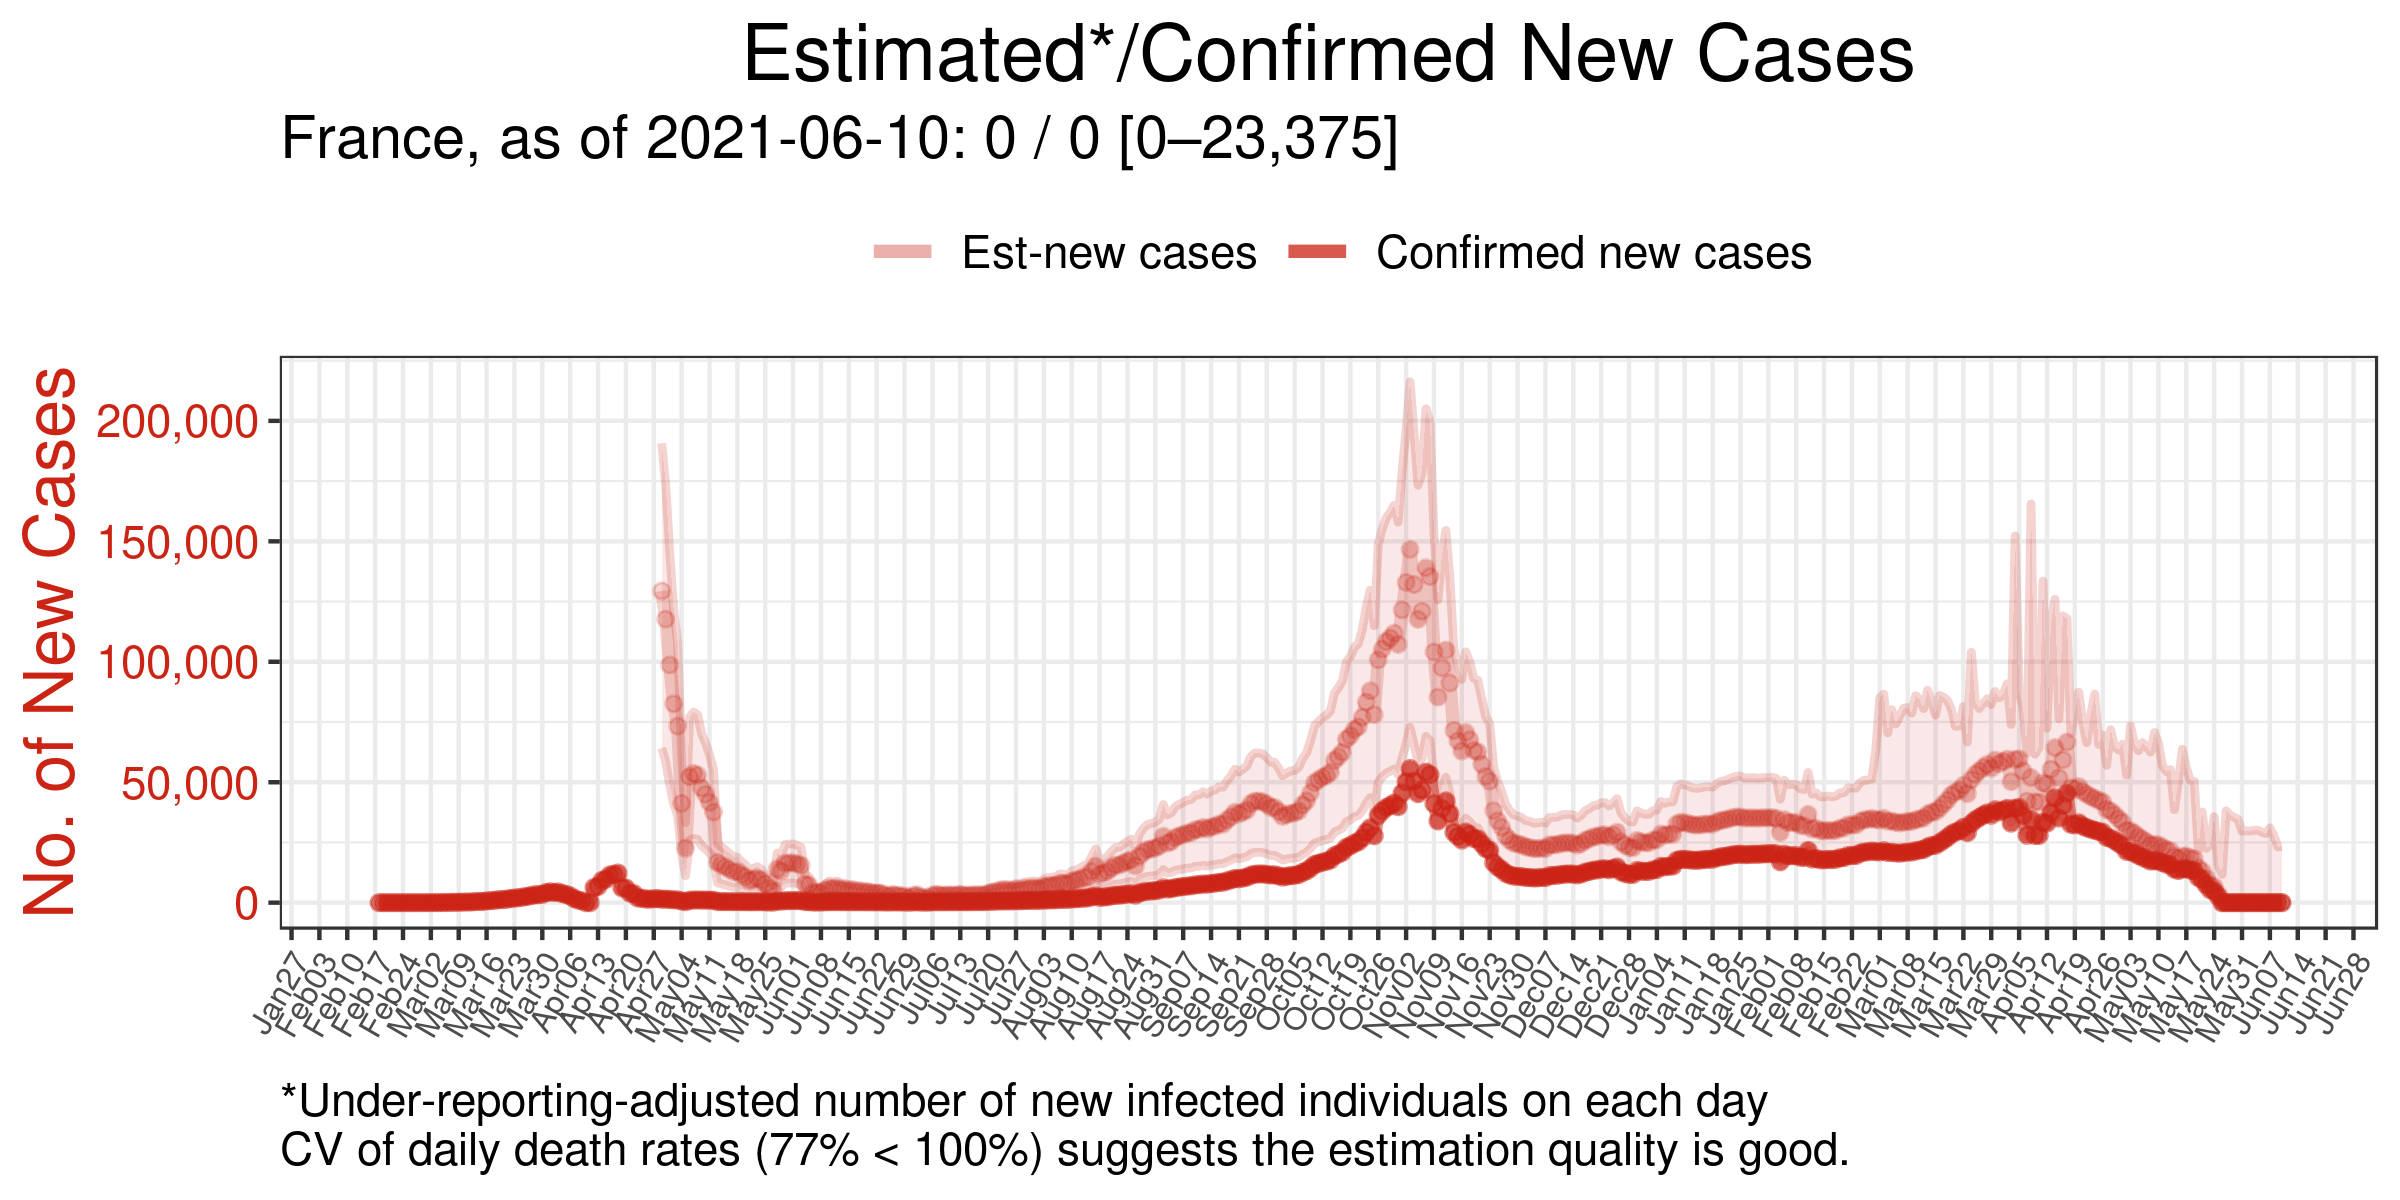 Estimated*/Confirmed New Cases
France, as of 2021-06-10: 0 / 0 [0–23,375]
Est-new cases Confirmed new cases
No. of New Cases
200,000
150,000
100,000
50,000
0
Jan27 Feb03 Feb10 Feb17 Feb24 Mar02 Mar09 Mar16 Mar23 Mar30 Apr06 Apr13 Apr20 Apr27 May04 May11 May18 May25 Jun01 Jun08 Jun15 Jun22 Jun29 Jul06 Jul13 Jul20 Jul27 Aug03 Aug10 Aug17 Aug24 Aug31 Sep07 Sep14 Sep21 Sep28 Oct05 Oct12 Oct19 Oct26 Nov02 Nov09 Nov16 Nov23 Nov30 Dec07 Dec14 Dec21 Dec28 Jan04 Jan11 Jan18 Jan25 Feb01 Feb08 Feb15 Feb22 Mar01 Mar08 Mar15 Mar22 Mar29 Apr05 Apr12 Apr19 Apr26 May03 May10 May17 May24 May31 Jun07 Jun14 Jun21 Jun28
*Under-reporting-adjusted number of new infected individuals on each day
CV of daily death rates (77% < 100%) suggests the estimation quality is good.